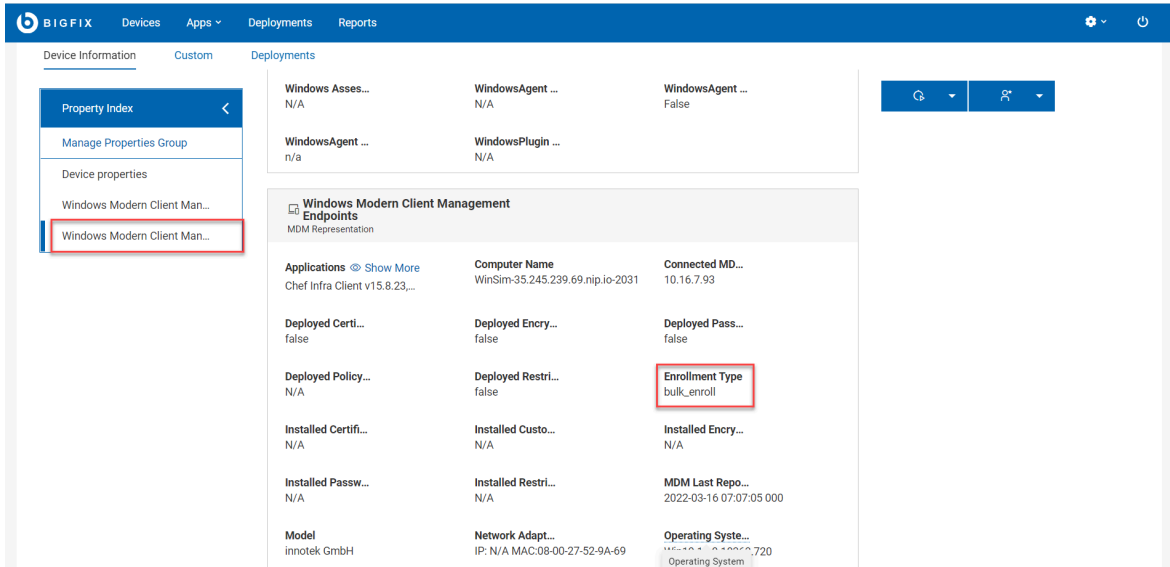 BIGFIX Devices Apps Deployments Reports
Device Information Custom Deployments
Property Index
Manage Properties Group
Device properties
Windows Modern Client Man...
Windows Modern Client Man...
Windows Asses... WindowsAgent ... WindowsAgent ...
N/A N/A False
WindowsAgent ... WindowsPlugin ...
n/a N/A
Windows Modern Client Management
Endpoints
MDM Representation
Applications Show More Computer Name Connected MD...
Chef Infra Client v15.8.23,... WinSim-35.245.239.69.nip.io-2031 10.16.7.93
Deployed Certi... Deployed Encry... Deployed Pass...
false false false
Deployed Policy... Deployed Restri... Enrollment Type
N/A false bulk_enroll
Installed Certifi... Installed Custo... Installed Encry...
N/A N/A N/A
Installed Passw... Installed Restri... MDM Last Repo...
N/A N/A 2022-03-16 07:07:05 000
Model Network Adapt... Operating Syste...
innotek GmbH IP: N/A MAC:08-00-27-52-9A-69 .720
Operating System